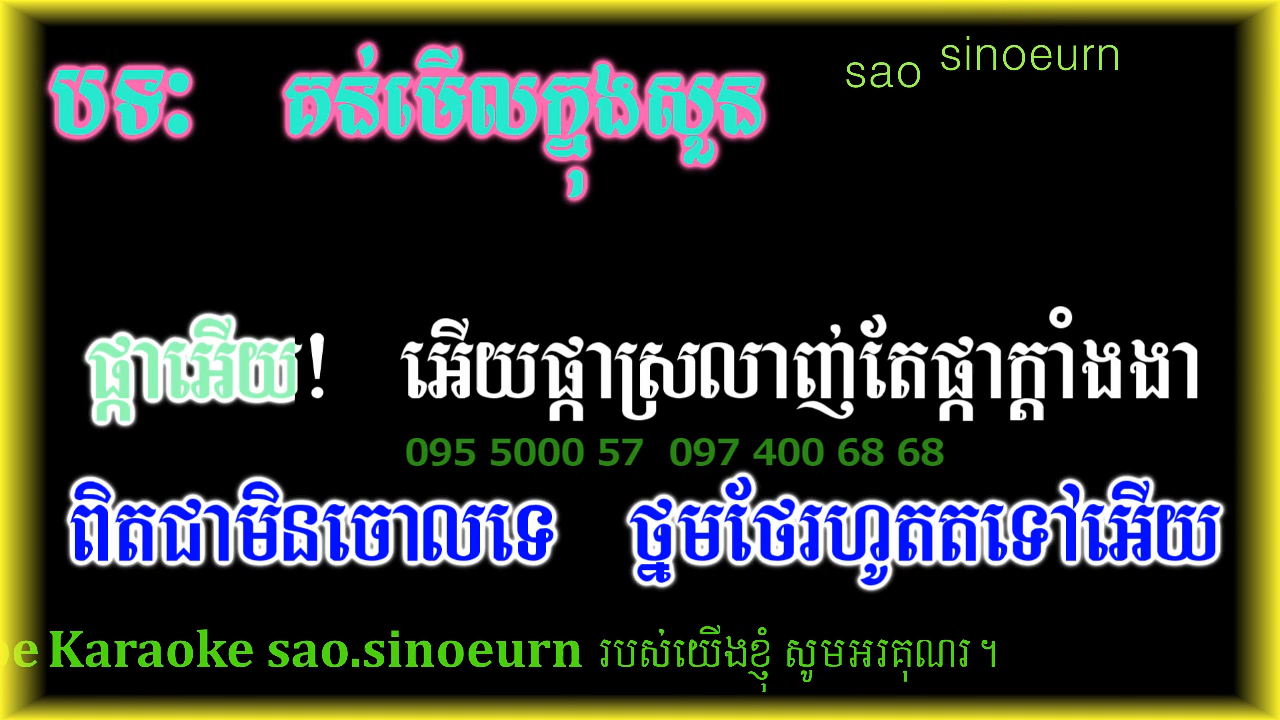 បទៈ គន់មើលក្នុងសួន
sao sinoeurn
ផ្កាអើយ! អើយផ្កាស្រលាញ់តែផ្កាក្ដាំងងា
095 5000 57 097 400 68 68
ពិតជាមិនចោលទេ ថ្នមថែរហូតតទៅអើយ
be Karaoke sao.sinoeurn របស់យើងខ្ញុំ សូមអរគុណរ។